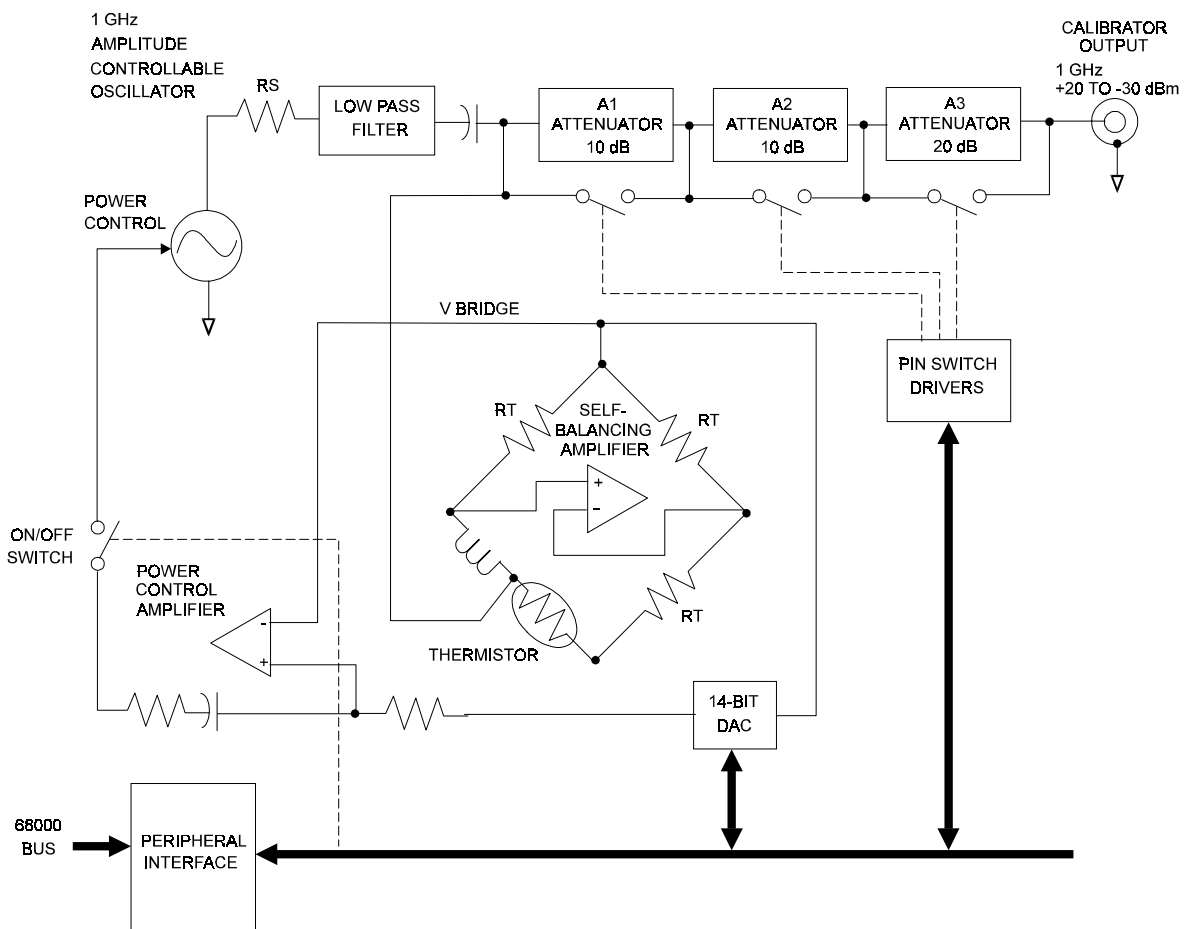 1 GHz
AMPLITUDE
CONTROLLABLE
OSCILLATOR
RS
LOW PASS
FILTER
A1
ATTENUATOR
10 dB
A2
ATTENUATOR
10 dB
A3
ATTENUATOR
20 dB
CALIBRATOR
OUTPUT
1 GHz
+20 TO -30 dBm
POWER
CONTROL
V BRIDGE
PIN SWITCH
DRIVERS
RT
SELF-
BALANCING
AMPLIFIER
RT
+
-
ON/OFF
SWITCH
POWER
CONTROL
AMPLIFIER
-
+
THERMISTOR
RT
14-BIT
DAC
68000
BUS
PERIPHERAL
INTERFACE